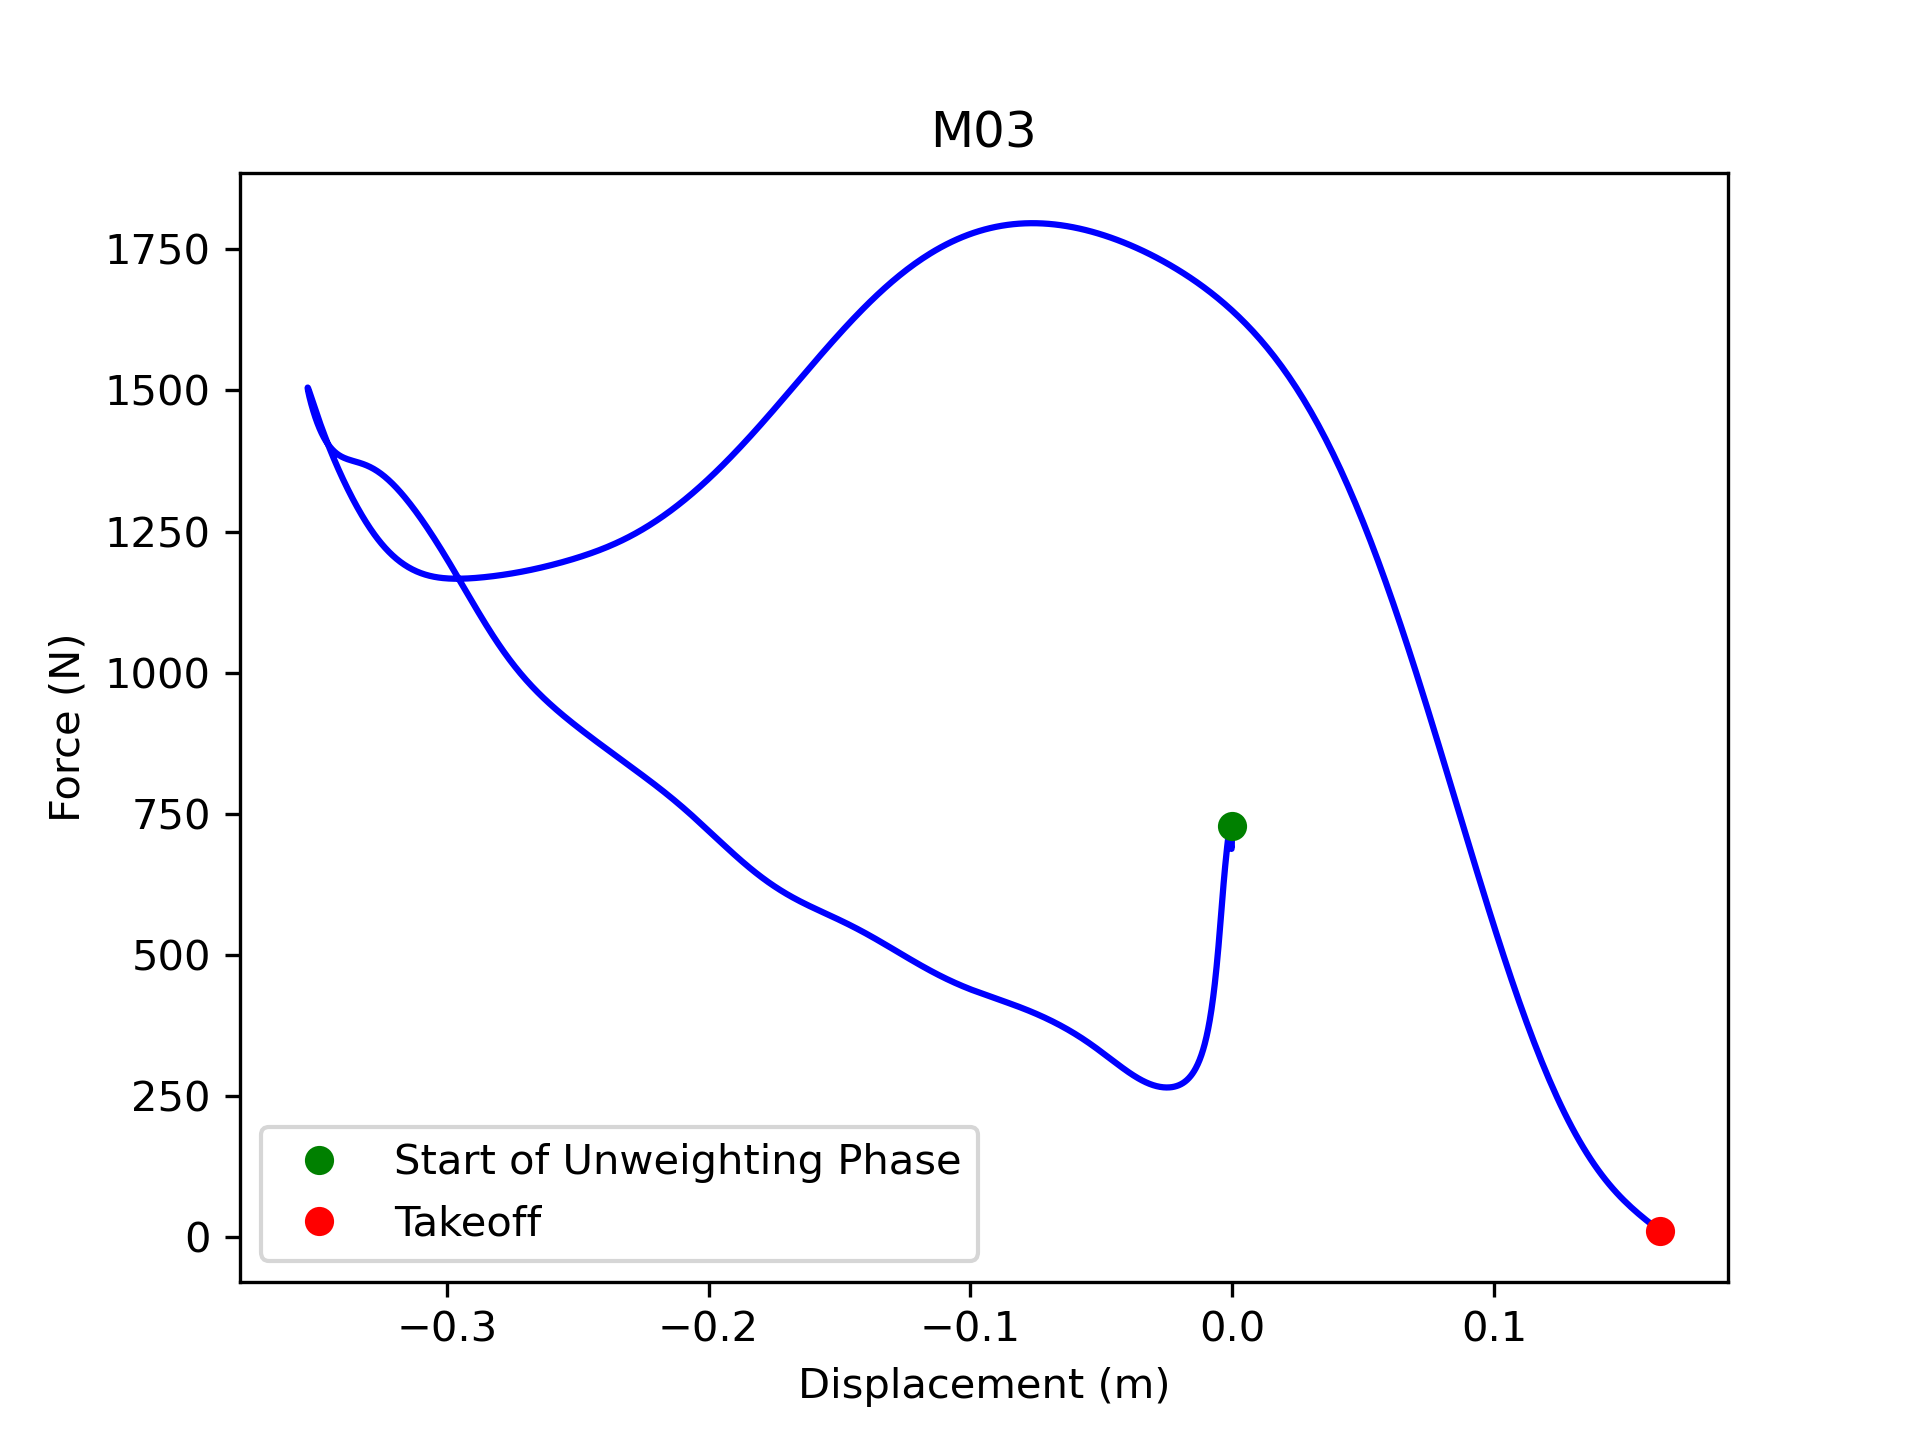 M03
1750
1500
1250
1000
750
500
250
0
Force (N)
Start of Unweighting Phase
Takeoff
−0.3 −0.2 −0.1 0.0 0.1
Displacement (m)